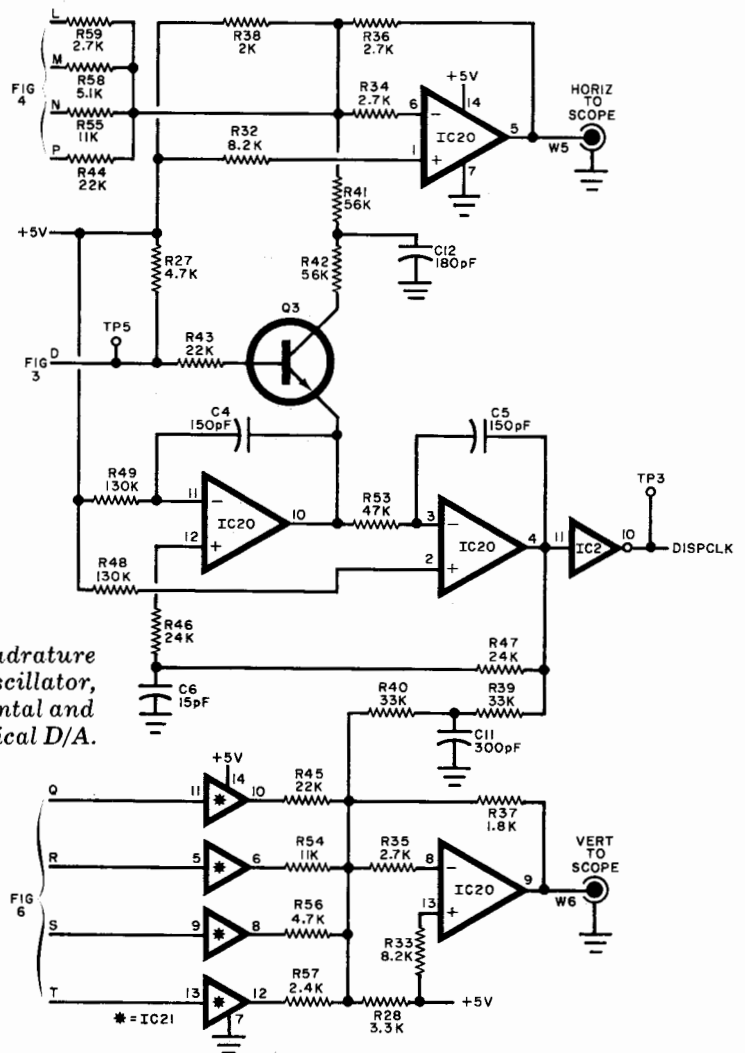 L
R59
2.7K
M
R58
5.1K
N
R55
11K
P
R44
22K
FIG
4
R38
2K
R36
2.7K
R34
2.7K
+5V
14
6
-
IC20
5
1
+
7
HORIZ
TO
SCOPE
W5
R32
8.2K
R41
56K
+5V
R27
4.7K
R42
56K
C12
180pF
Q3
TP5
D
FIG
3
R43
22K
C4
150pF
C5
150pF
R49
130K
11
-
12
+
IC20
10
R53
47K
3
-
2
+
IC20
4
11
IC2
10
TP3
DISPCLK
R48
130K
R46
24K
R47
24K
C6
15pF
R40
33K
R39
33K
C11
300pF
adrature
scillator,
ntal and
ical D/A.
+5V
Q
11
*
14
10
R45
22K
R37
1.8K
R
5
*
6
R54
11K
R35
2.7K
8
-
IC20
9
13
+
VERT
TO
SCOPE
W6
FIG
6
S
9
*
8
R56
4.7K
R33
8.2K
T
13
*
12
7
R57
2.4K
R28
3.3K
+5V
*=IC21